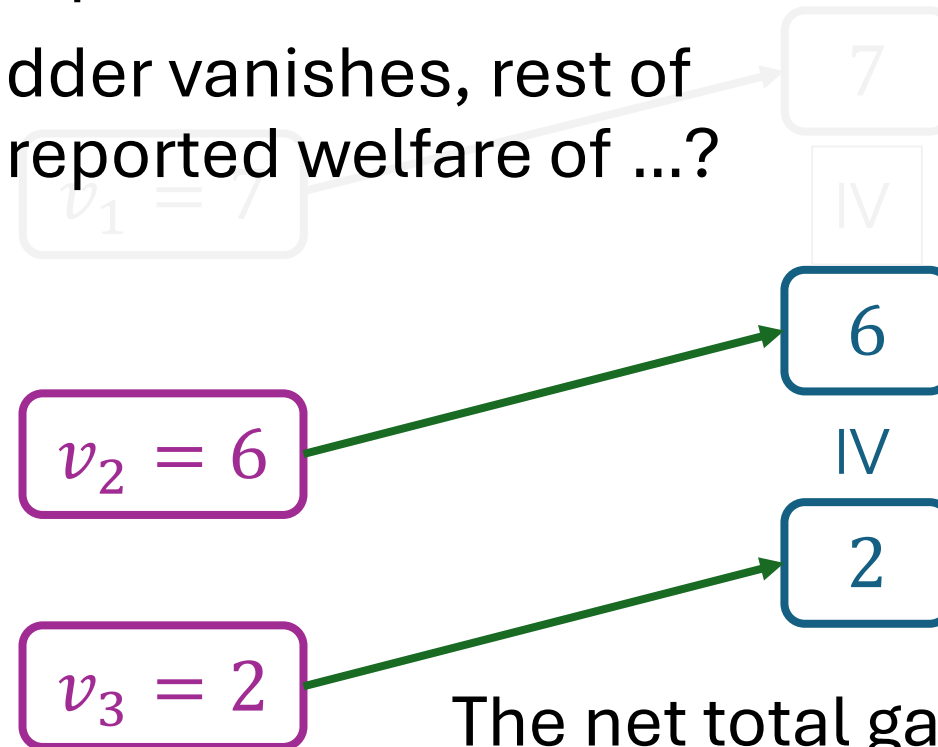 dder vanishes, rest of
7
reported welfare of ...?
v₁ = 7
IV
6
v₂ = 6
IV
2
v₃ = 2
The net total ga